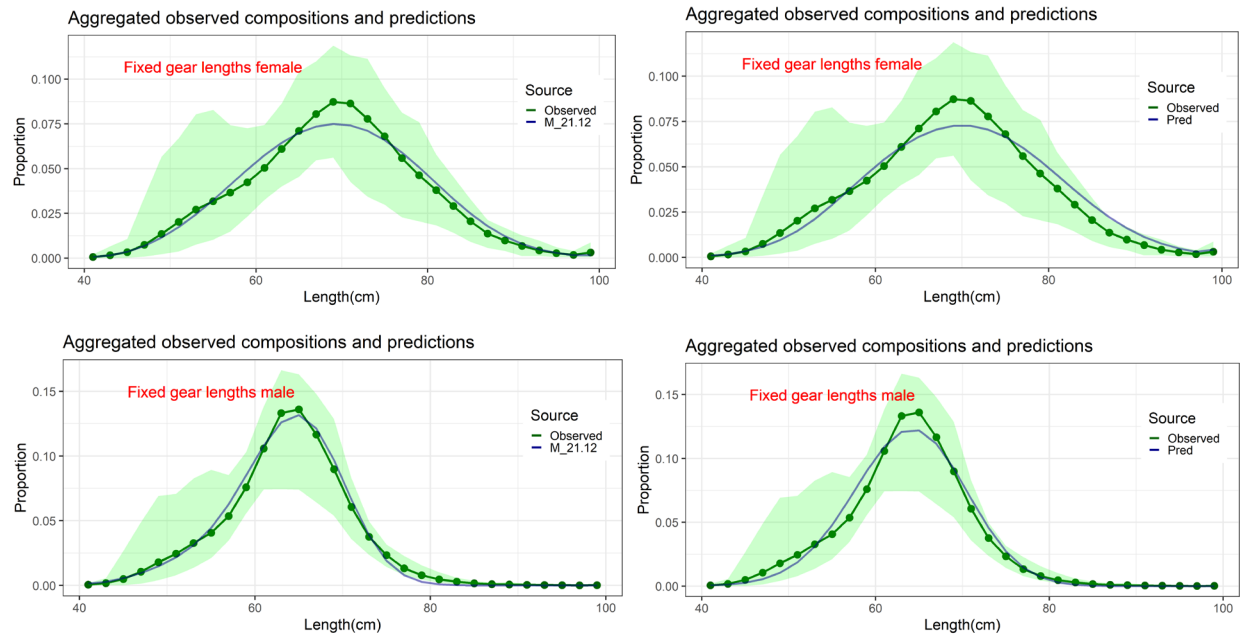 Aggregated observed compositions and predictions
Fixed gear lengths female
Source
Observed
M_21.12
Proportion
0.100
0.075
0.050
0.025
0.000
40
60
80
100
Length(cm)
Aggregated observed compositions and predictions
Fixed gear lengths female
Source
Observed
Pred
Proportion
0.100
0.075
0.050
0.025
0.000
40
60
80
100
Length(cm)
Aggregated observed compositions and predictions
Fixed gear lengths male
Source
Observed
M_21.12
Proportion
0.15
0.10
0.05
0.00
40
60
80
100
Length(cm)
Aggregated observed compositions and predictions
Fixed gear lengths male
Source
Observed
Pred
Proportion
0.15
0.10
0.05
0.00
40
60
80
100
Length(cm)